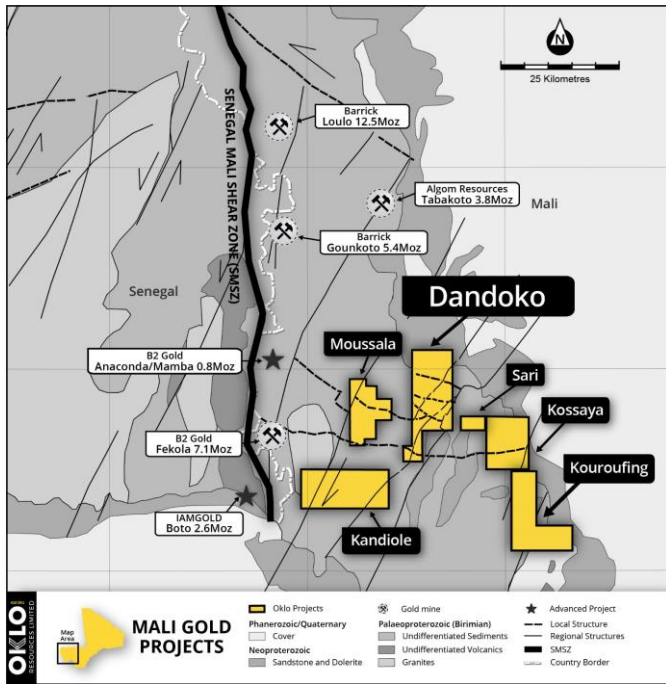 N
25 Kilometres
Barrick
Loulo 12.5Moz
SENEGAL MALI SHEAR ZONE (SMSZ)
Algom Resources
Tabakoto 3.8Moz
Mali
Barrick
Gounkoto 5.4Moz
Senegal
Dandoko
Moussala
B2 Gold
Anaconda/Mamba 0.8Moz
Sari
Kossaya
B2 Gold
Fekola 7.1Moz
Kouroufing
IAMGOLD
Boto 2.6Moz
Kandiole
OKLO
RESOURCES LIMITED
Map
Area
MALI GOLD
PROJECTS
Oklo Projects
Phanerozoic/Quaternary
Cover
Neoproterozoic
Sandstone and Dolerite
Gold mine
Palaeoproterozoic (Birimian)
Undifferentiated Sediments
Undifferentiated Volcanics
Granites
Advanced Project
Local Structure
Regional Structures
SMSZ
Country Border